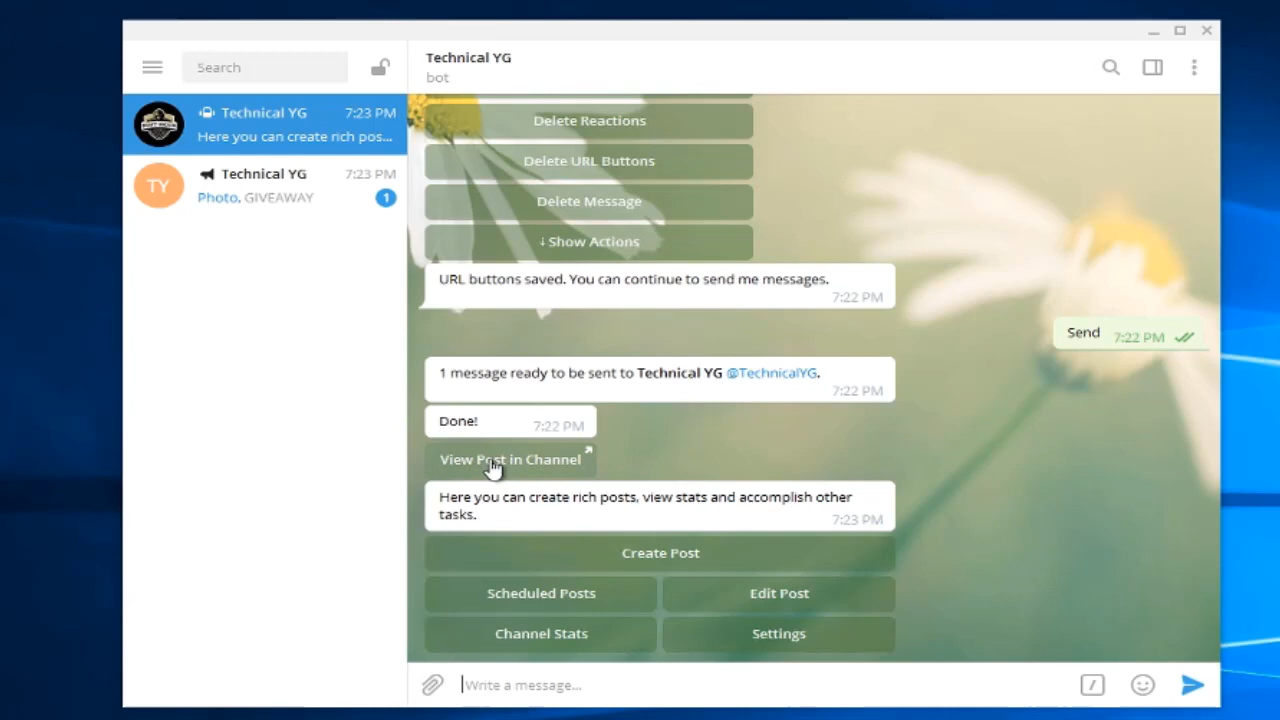 Search
Technical YG
7:23 PM
Here you can create rich pos...
TY
Technical YG
7:23 PM
Photo, GIVEAWAY
1
Technical YG
bot
Delete Reactions
Delete URL Buttons
Delete Message
↓ Show Actions
URL buttons saved. You can continue to send me messages.
7:22 PM
Send 7:22 PM
1 message ready to be sent to Technical YG @TechnicalYG.
7:22 PM
Done! 7:22 PM
View Post in Channel
Here you can create rich posts, view stats and accomplish other
tasks.
7:23 PM
Create Post
Scheduled Posts
Edit Post
Channel Stats
Settings
Write a message...